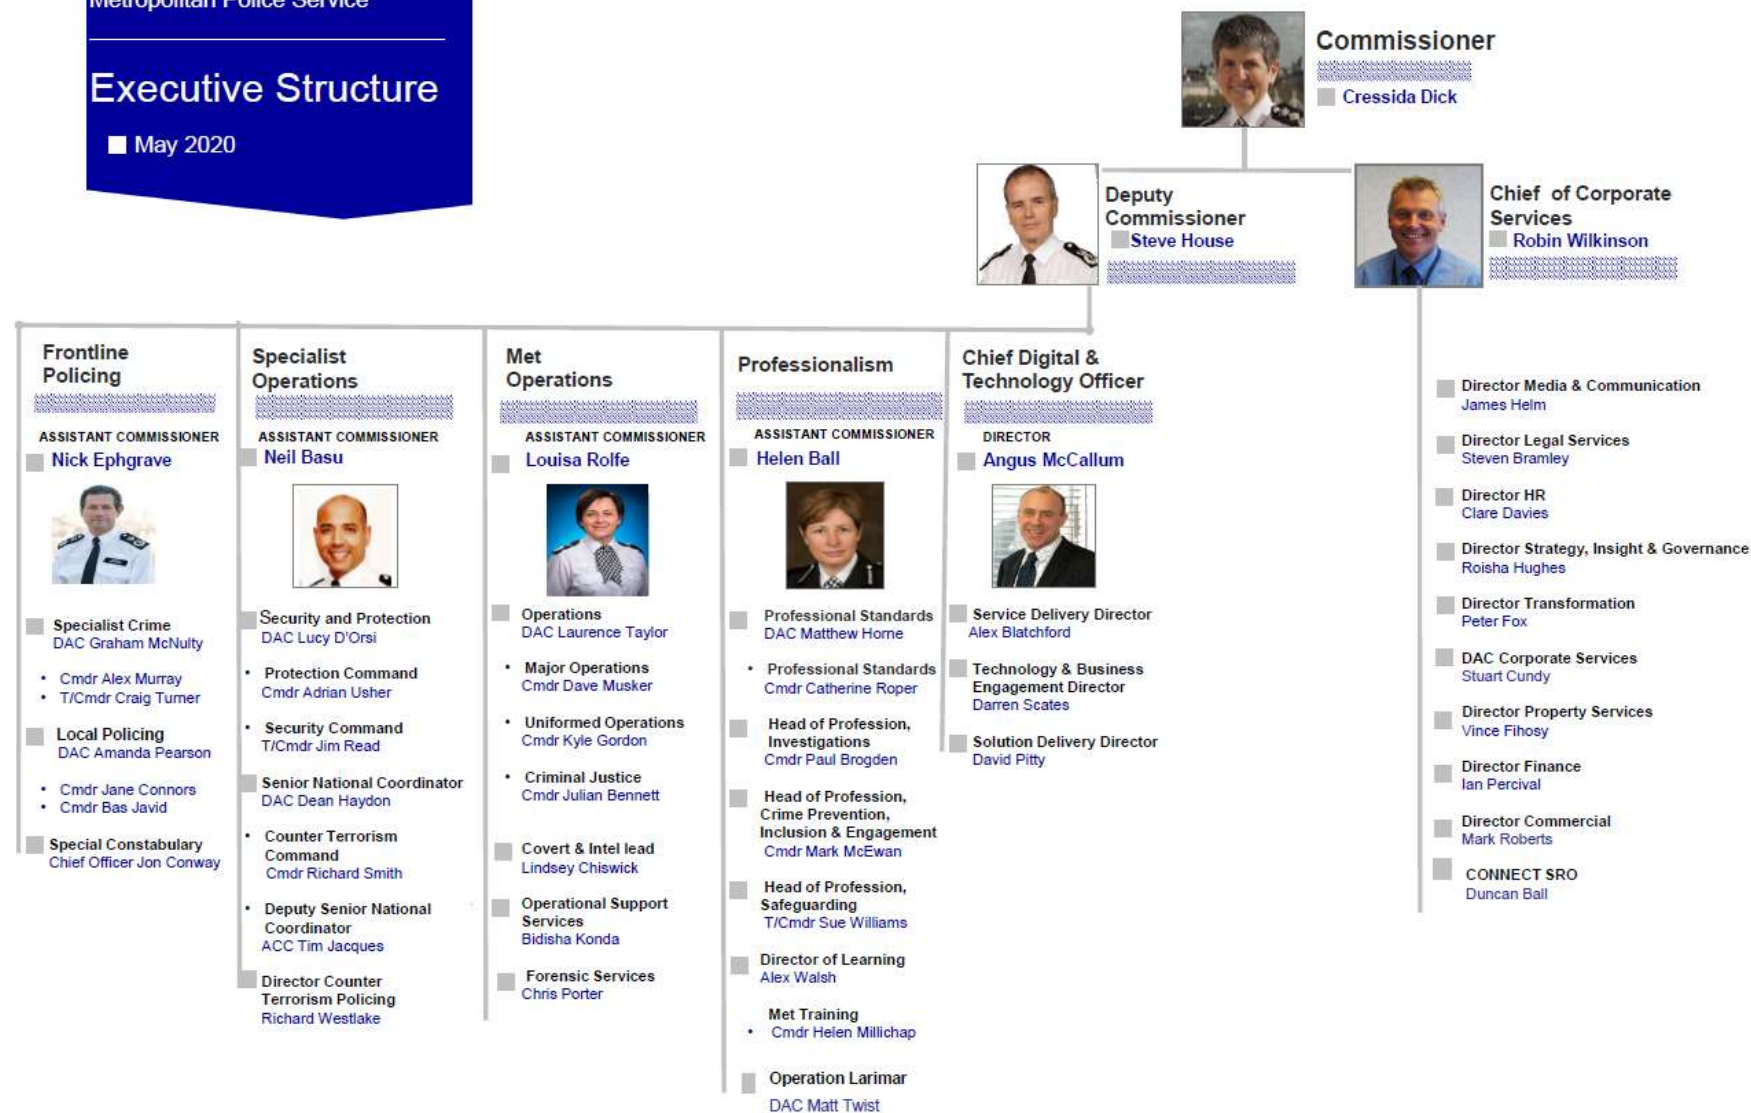 Metropolitan Police Service
Executive Structure
May 2020
Commissioner
Cressida Dick
Deputy
Commissioner
Steve House
Chief of Corporate
Services
Robin Wilkinson
Frontline
Policing
ASSISTANT COMMISSIONER
Nick Ephgrave
Specialist Crime
DAC Graham McNulty
• Cmdr Alex Murray
• T/Cmdr Craig Turner
Local Policing
DAC Amanda Pearson
• Cmdr Jane Connors
• Cmdr Bas Javid
Special Constabulary
Chief Officer Jon Conway
Specialist
Operations
ASSISTANT COMMISSIONER
Neil Basu
Security and Protection
DAC Lucy D'Orsi
• Protection Command
Cmdr Adrian Usher
• Security Command
T/Cmdr Jim Read
Senior National Coordinator
DAC Dean Haydon
• Counter Terrorism
Command
Cmdr Richard Smith
• Deputy Senior National
Coordinator
ACC Tim Jacques
Director Counter
Terrorism Policing
Richard Westlake
Met
Operations
ASSISTANT COMMISSIONER
Louisa Rolfe
Operations
DAC Laurence Taylor
• Major Operations
Cmdr Dave Musker
• Uniformed Operations
Cmdr Kyle Gordon
• Criminal Justice
Cmdr Julian Bennett
Covert & Intel lead
Lindsey Chiswick
Operational Support
Services
Bidisha Konda
Forensic Services
Chris Porter
Professionalism
ASSISTANT COMMISSIONER
Helen Ball
Professional Standards
DAC Matthew Horne
• Professional Standards
Cmdr Catherine Roper
Head of Profession,
Investigations
Cmdr Paul Brogden
Head of Profession,
Crime Prevention,
Inclusion & Engagement
Cmdr Mark McEwan
Head of Profession,
Safeguarding
T/Cmdr Sue Williams
Director of Learning
Alex Walsh
Met Training
• Cmdr Helen Millichap
Operation Larimar
DAC Matt Twist
Chief Digital &
Technology Officer
DIRECTOR
Angus McCallum
Service Delivery Director
Alex Blatchford
Technology & Business
Engagement Director
Darren Scates
Solution Delivery Director
David Pitty
Director Media & Communication
James Helm
Director Legal Services
Steven Bramley
Director HR
Clare Davies
Director Strategy, Insight & Governance
Roisha Hughes
Director Transformation
Peter Fox
DAC Corporate Services
Stuart Cundy
Director Property Services
Vince Fihosy
Director Finance
Ian Percival
Director Commercial
Mark Roberts
CONNECT SRO
Duncan Ball